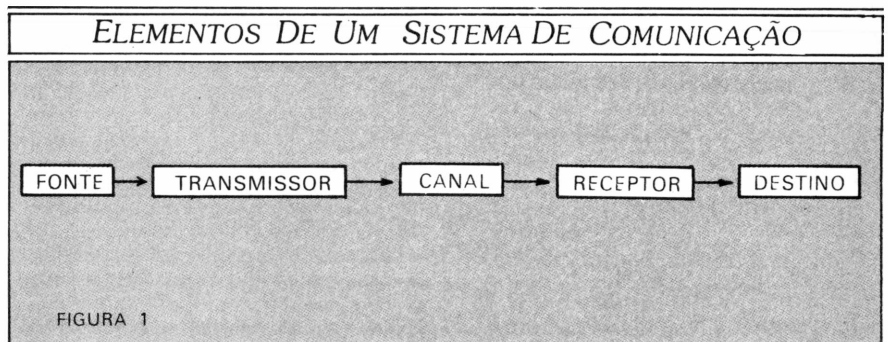 ELEMENTOS DE UM SISTEMA DE COMUNICAÇÃO
FONTE TRANSMISSOR CANAL RECEPTOR DESTINO
FIGURA 1